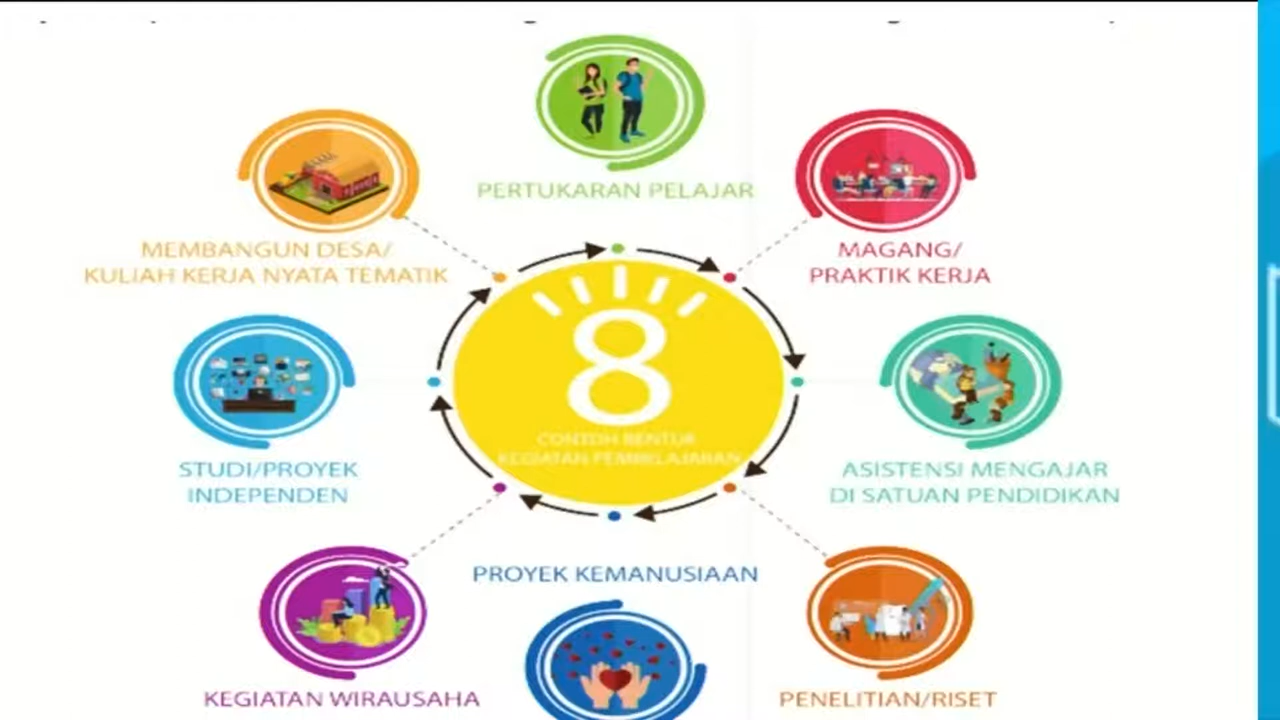 PERTUKARAN PELAJAR
MEMBANGUN DESA/
KULIAH KERJA NYATA TEMATIK
MAGANG/
PRAKTIK KERJA
8
CONTOH BENTUK
KEGIATAN PEMBELAJARAN
STUDI/PROYEK
INDEPENDEN
ASISTENSI MENGAJAR
DI SATUAN PENDIDIKAN
PROYEK KEMANUSIAAN
KEGIATAN WIRAUSAHA
PENELITIAN/RISET